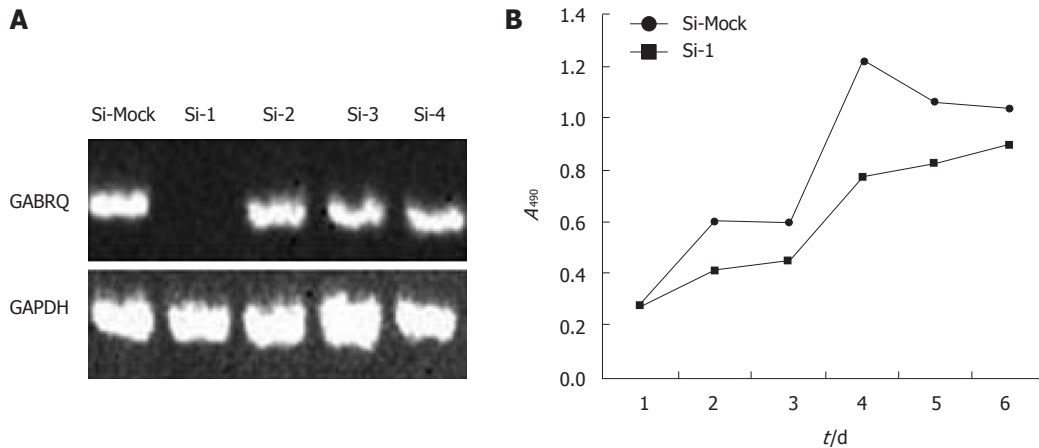 A
Si-Mock Si-1 Si-2 Si-3 Si-4
GABRQ
GAPDH
B
Si-Mock
Si-1
1.4
1.2
1.0
0.8
0.6
0.4
0.2
0.0
A490
1 2 3 4 5 6
t/d